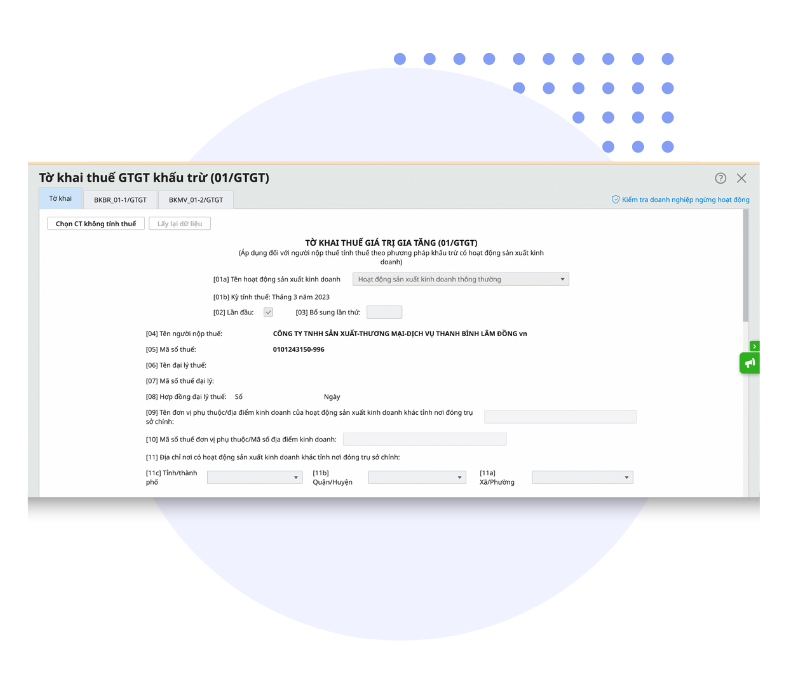 Tờ khai thuế GTGT khấu trừ (01/GTGT)
Tờ khai
BKBR_01-1/GTGT
BKMV_01-2/GTGT
Kiểm tra doanh nghiệp ngừng hoạt động
Chọn CT không tính thuế
Lấy lại dữ liệu
TỜ KHAI THUẾ GIÁ TRỊ GIA TĂNG (01/GTGT)
(Áp dụng đối với người nộp thuế tính thuế theo phương pháp khấu trừ có hoạt động sản xuất kinh
doanh)
[01a] Tên hoạt động sản xuất kinh doanh
Hoạt động sản xuất kinh doanh thông thường
[01b] Kỳ tính thuế: Tháng 3 năm 2023
[02] Lần đầu:
[03] Bổ sung lần thứ:
[04] Tên người nộp thuế:
CÔNG TY TNHH SẢN XUẤT-THƯƠNG MẠI-DỊCH VỤ THANH BÌNH LÂM ĐỒNG vn
[05] Mã số thuế:
0101243150-996
[06] Tên đại lý thuế:
[07] Mã số thuế đại lý:
[08] Hợp đồng đại lý thuế: Số
Ngày
[09] Tên đơn vị phụ thuộc/địa điểm kinh doanh của hoạt động sản xuất kinh doanh khác tỉnh nơi đóng trụ
sở chính:
[10] Mã số thuế đơn vị phụ thuộc/Mã số địa điểm kinh doanh:
[11] Địa chỉ nơi có hoạt động sản xuất kinh doanh khác tỉnh nơi đóng trụ sở chính:
[11c] Tỉnh/thành
phố
[11b]
Quận/Huyện
[11a]
Xã/Phường